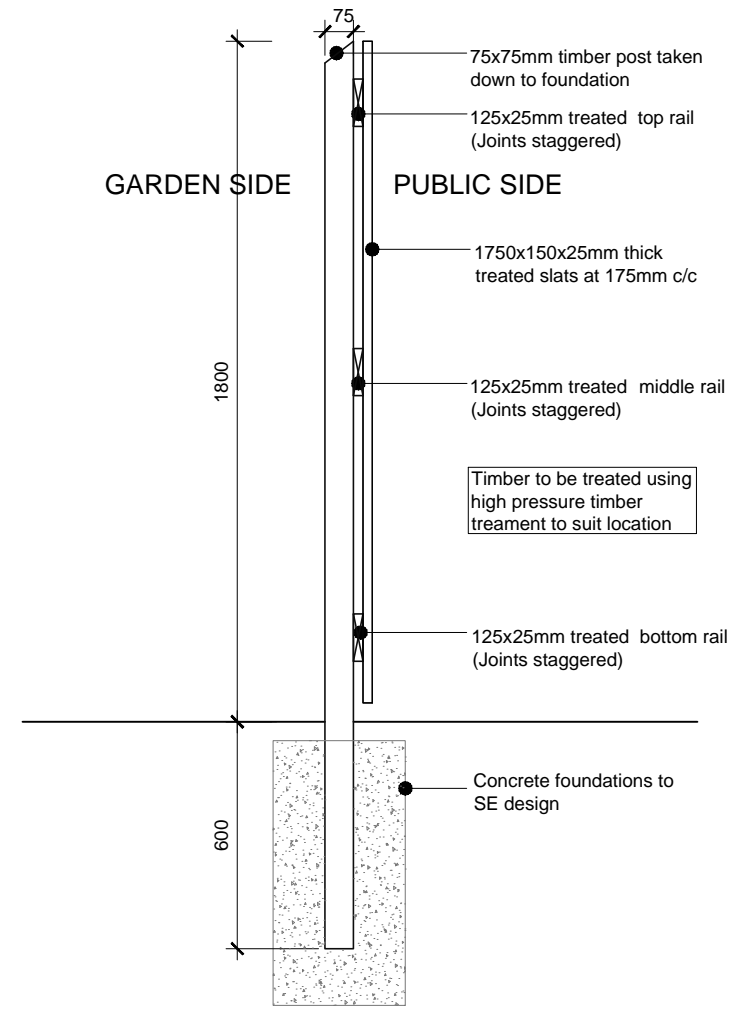 75
75x75mm timber post taken
down to foundation
125x25mm treated top rail
(Joints staggered)
GARDEN SIDE
PUBLIC SIDE
1750x150x25mm thick
treated slats at 175mm c/c
1800
125x25mm treated middle rail
(Joints staggered)
Timber to be treated using
high pressure timber
treament to suit location
125x25mm treated bottom rail
(Joints staggered)
Concrete foundations to
SE design
600